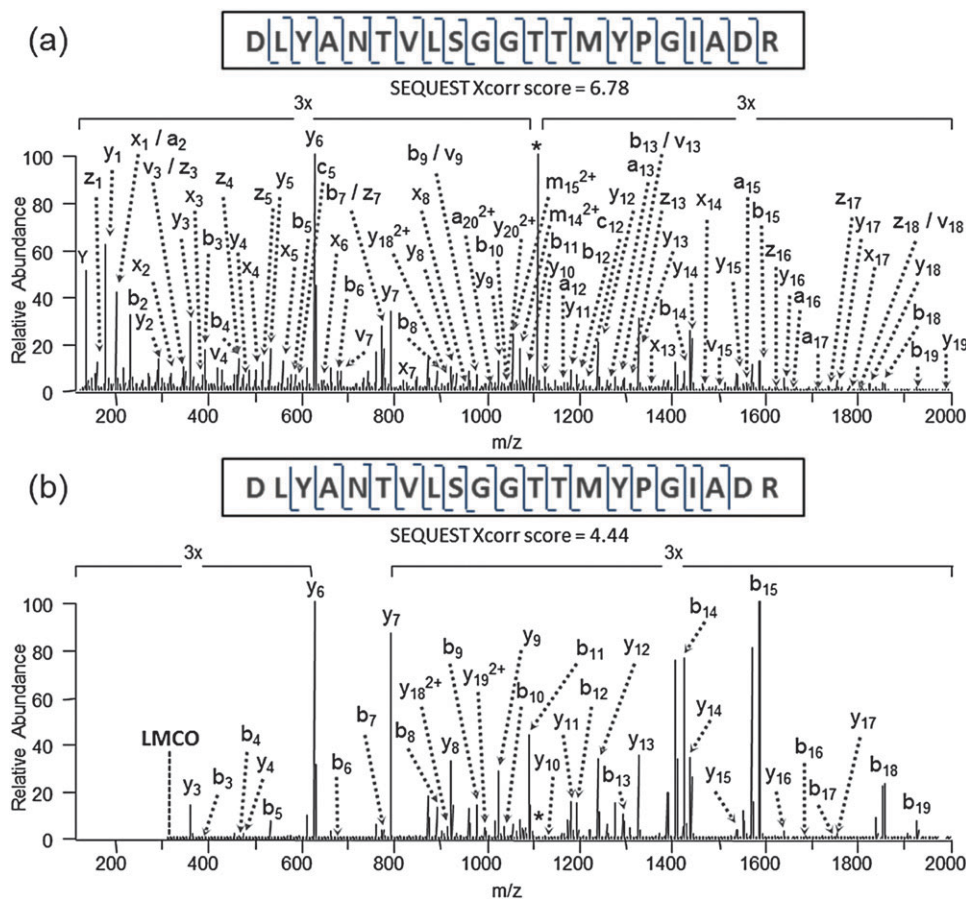 (a)
DLYANTVLSGGTTMYPGIADR
SEQUEST Xcorr score = 6.78
3x
3x
Relative Abundance
100
80
60
40
20
0
Y
z1
y1
x1 / a2
x2
b2
y2
v3 / z3
y3
x3
b3
b4
v4
z4
y4
x4
z5
x5
y5
b5
y6
c5
x6
b6
v7
b7 / z7
y7
x7
y18 2+
y8
b8
x8
b9 / v9
a20 2+
b10
y9
y20 2+
*
m15 2+
m14 2+
b11
y10
a12
y11
c12
b12
y12
a13
b13 / v13
z13
y13
x13
b14
y14
x14
v15
y15
a15
b15
z16
y16
a16
a17
z17
y17
x17
z18 / v18
y18
b18
b19
y19
200
400
600
800
1000
1200
1400
1600
1800
2000
m/z
(b)
DLYANTVLSGGTTMYPGIADR
SEQUEST Xcorr score = 4.44
3x
3x
Relative Abundance
100
80
60
40
20
0
LMCO
y3
b3
b4
y4
b5
y6
b6
b7
y7
b8
y18 2+
y8
b9
y19 2+
y9
b10
b11
*
y10
y11
b12
y12
b13
y13
b14
y14
y15
b15
y16
b16
b17
y17
b18
b19
200
400
600
800
1000
1200
1400
1600
1800
2000
m/z